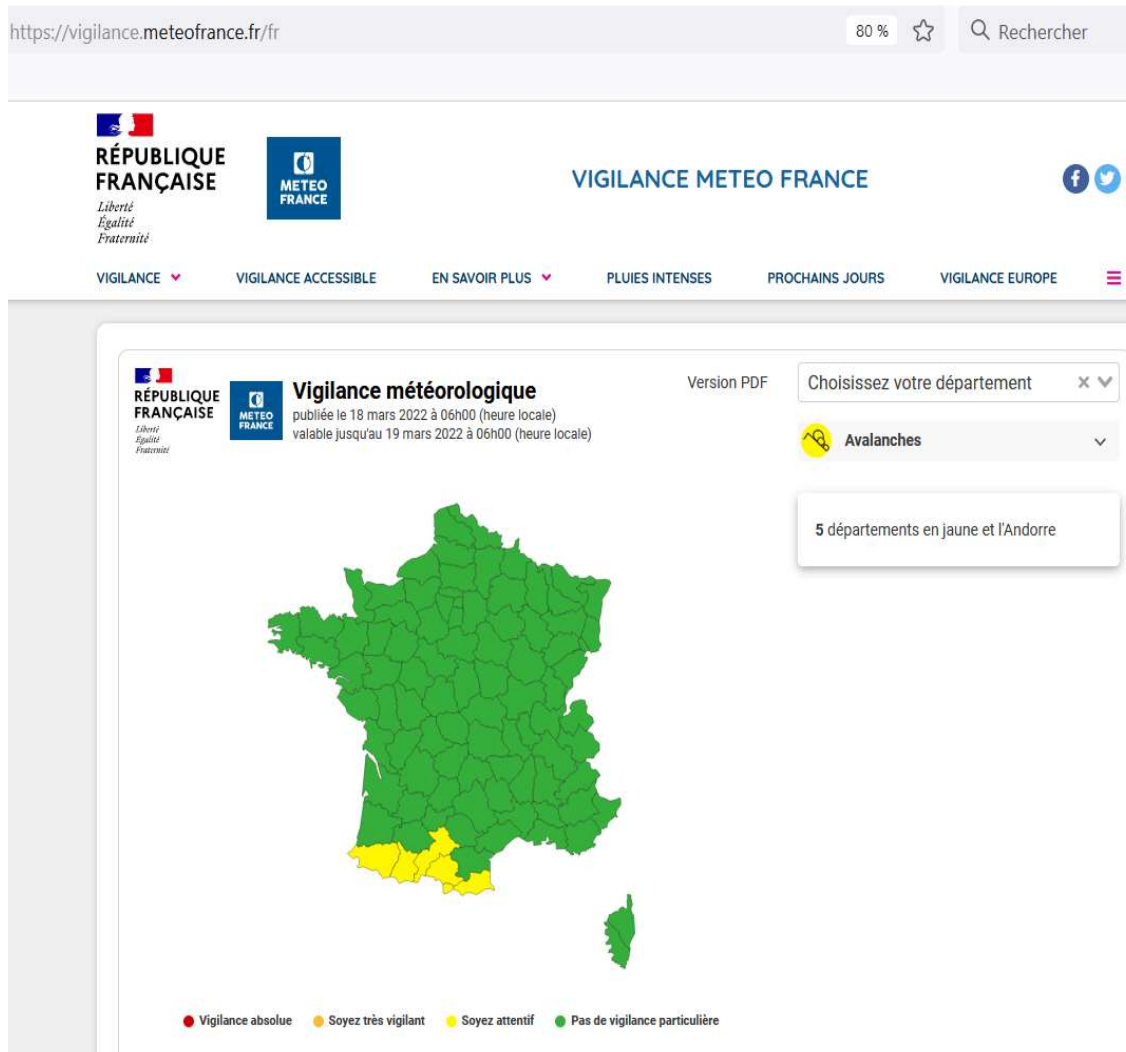 https://vigilance.meteofrance.fr/fr
80 %
Rechercher
RÉPUBLIQUE
FRANÇAISE
Liberté
Égalité
Fraternité
METEO
FRANCE
VIGILANCE METEO FRANCE
VIGILANCE
VIGILANCE ACCESSIBLE
EN SAVOIR PLUS
PLUIES INTENSES
PROCHAINS JOURS
VIGILANCE EUROPE
RÉPUBLIQUE
FRANÇAISE
Liberté
Égalité
Fraternité
METEO
FRANCE
Vigilance météorologique
publiée le 18 mars 2022 à 06h00 (heure locale)
valable jusqu'au 19 mars 2022 à 06h00 (heure locale)
Version PDF
Choisissez votre département
Avalanches
5 départements en jaune et l'Andorre
Vigilance absolue
Soyez très vigilant
Soyez attentif
Pas de vigilance particulière